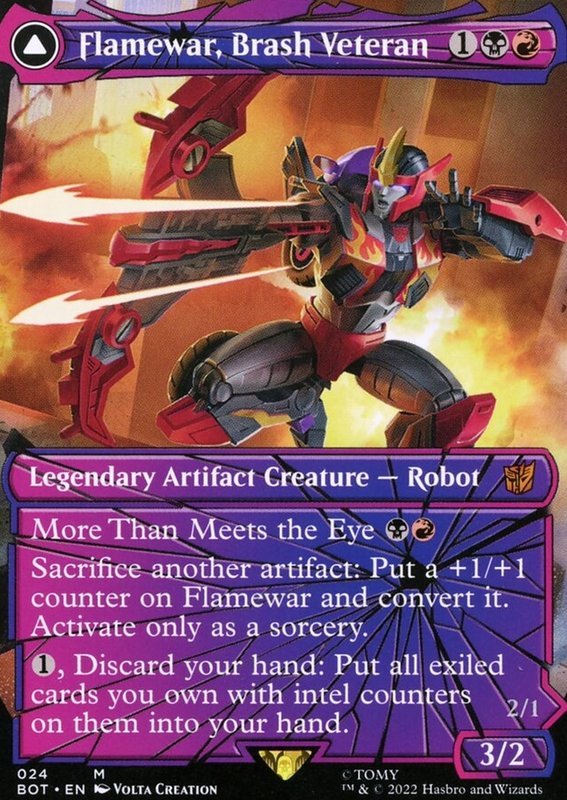 Flamewar, Brash Veteran 1
Legendary Artifact Creature — Robot
More Than Meets the Eye
Sacrifice another artifact: Put a +1/+1
counter on Flamewar and convert it.
Activate only as a sorcery.
1, Discard your hand: Put all exiled
cards you own with intel counters
on them into your hand.
2/1
3/2
024 M
BOT • EN Volta Creation
© TOMY
™ & © 2022 Hasbro and Wizards